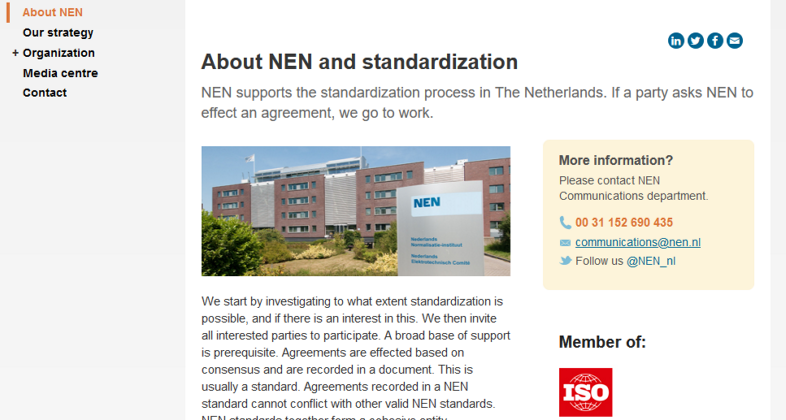 About NEN
Our strategy
+ Organization
Media centre
Contact
About NEN and standardization
NEN supports the standardization process in The Netherlands. If a party asks NEN to
effect an agreement, we go to work.
NEN
Nederlands
Normalisatie-instituut
Nederlands
Elektrotechnisch Comité
We start by investigating to what extent standardization is
possible, and if there is an interest in this. We then invite
all interested parties to participate. A broad base of support
is prerequisite. Agreements are effected based on
consensus and are recorded in a document. This is
usually a standard. Agreements recorded in a NEN
standard cannot conflict with other valid NEN standards.
NEN standards together form a cohesive entity.
More information?
Please contact NEN
Communications department.
00 31 152 690 435
communications@nen.nl
Follow us @NEN_nl
Member of:
ISO